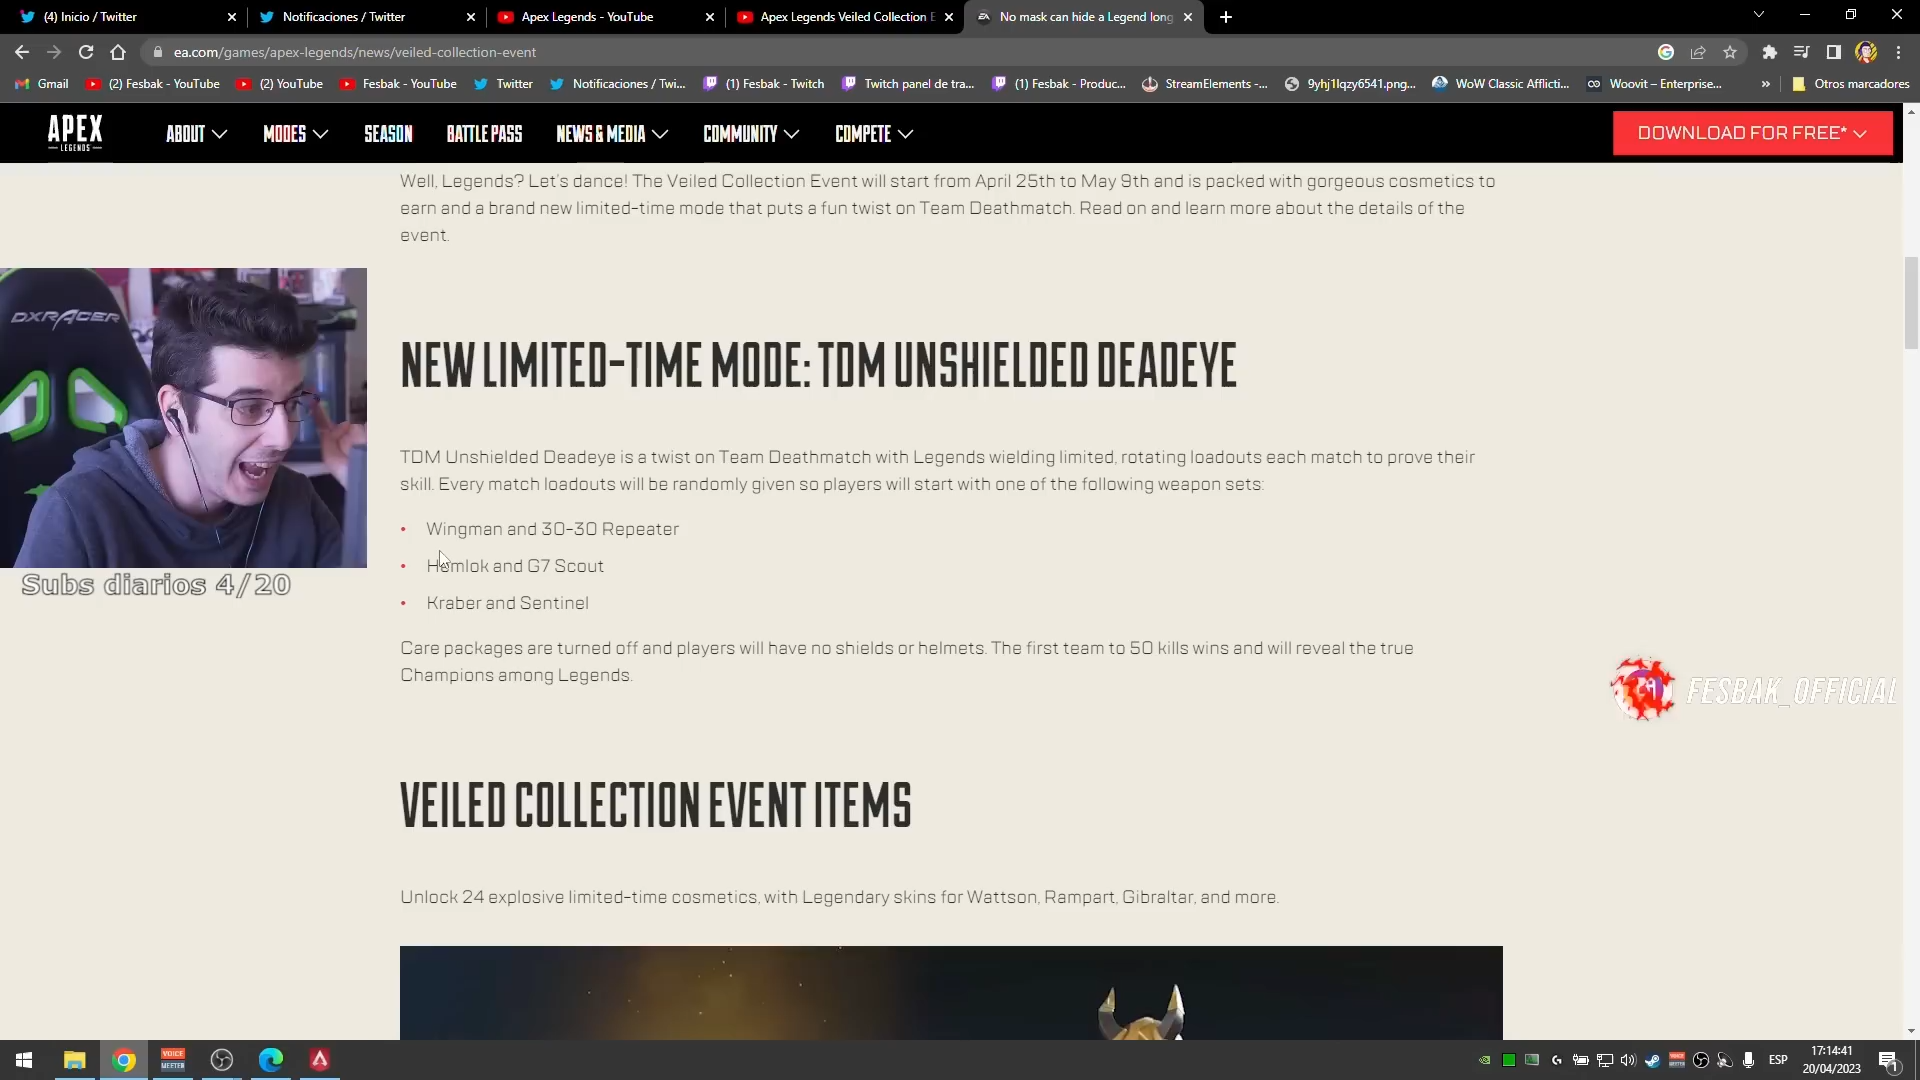 (4) Inicio / Twitter
Notificaciones / Twitter
Apex Legends - YouTube
Apex Legends Veiled Collection E
No mask can hide a Legend long
ea.com/games/apex-legends/news/veiled-collection-event
Gmail
(2) Fesbak - YouTube
(2) YouTube
Fesbak - YouTube
Twitter
Notificaciones / Twi...
(1) Fesbak - Twitch
Twitch panel de tra...
(1) Fesbak - Produc...
StreamElements -...
9yhj1lqzy6541.png...
WoW Classic Afflicti...
Woovit – Enterprise...
»
Otros marcadores
APEX
LEGENDS
ABOUT
MODES
SEASON
BATTLE PASS
NEWS & MEDIA
COMMUNITY
COMPETE
DOWNLOAD FOR FREE*
Well, Legends? Let's dance! The Veiled Collection Event will start from April 25th to May 9th and is packed with gorgeous cosmetics to
earn and a brand new limited-time mode that puts a fun twist on Team Deathmatch. Read on and learn more about the details of the
event.
DXRACER
NEW LIMITED-TIME MODE: TDM UNSHIELDED DEADEYE
TDM Unshielded Deadeye is a twist on Team Deathmatch with Legends wielding limited, rotating loadouts each match to prove their
skill. Every match loadouts will be randomly given so players will start with one of the following weapon sets:
• Wingman and 30-30 Repeater
• Hemlok and G7 Scout
• Kraber and Sentinel
Subs diarios 4/20
Care packages are turned off and players will have no shields or helmets. The first team to 50 kills wins and will reveal the true
Champions among Legends.
FESBAK_OFFICIAL
VEILED COLLECTION EVENT ITEMS
Unlock 24 explosive limited-time cosmetics, with Legendary skins for Wattson, Rampart, Gibraltar, and more.
VOICE
MEETER
ESP
17:14:41
20/04/2023
1